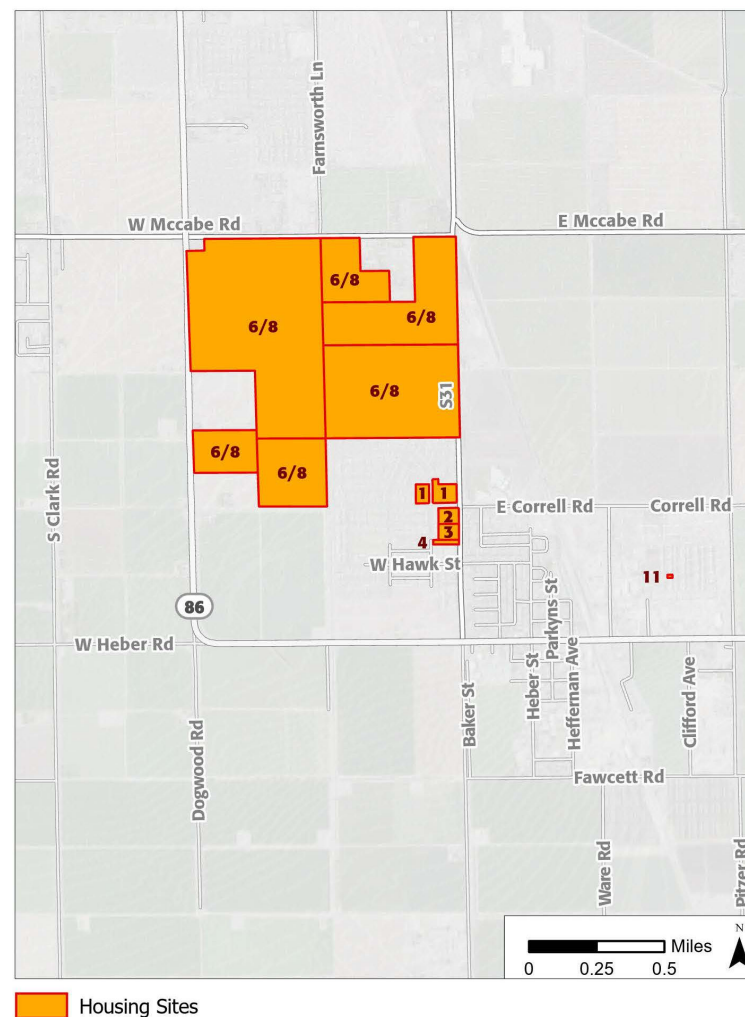 Farnsworth Ln
W Mccabe Rd
E Mccabe Rd
6/8
6/8
6/8
6/8
S31
6/8
6/8
S Clark Rd
1
1
2
3
4
E Correll Rd
Correll Rd
W Hawk St
11
86
Parkyns St
W Heber Rd
Heber St
Heffernan Ave
Baker St
Clifford Ave
Dogwood Rd
Fawcett Rd
Ware Rd
Pitzer Rd
N
Miles
0 0.25 0.5
Housing Sites